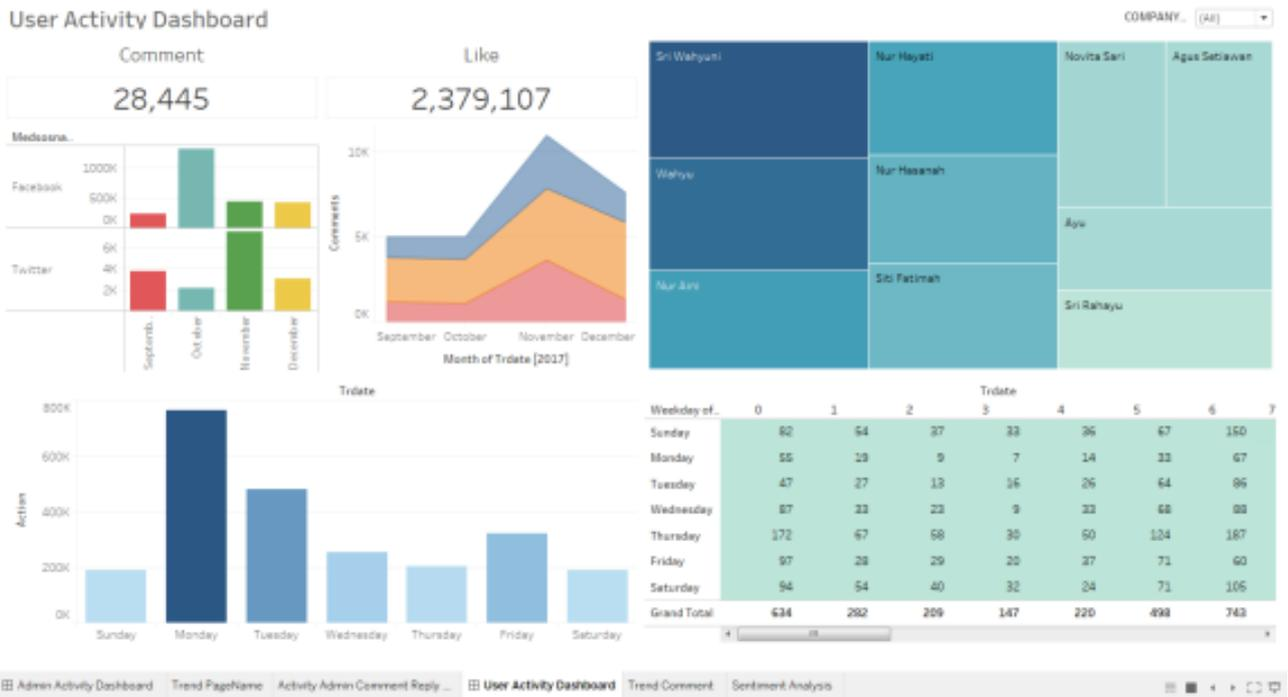 User Activity Dashboard
COMPANY.. (All)
Comment
28,445
Like
2,379,107
Medsosna..
Facebook
1000K
500K
0K
Twitter
6K
4K
2K
Septemb..
October
November
December
Comments
10K
5K
0K
September October November December
Month of Trdate [2017]
Sri Wahyuni
Wahyu
Nur Aini
Nur Hayati
Nur Hasanah
Siti Fatimah
Novita Sari
Agus Setiawan
Ayu
Sri Rahayu
Trdate
Action
800K
600K
400K
200K
0K
Sunday Monday Tuesday Wednesday Thursday Friday Saturday
Trdate
Weekday of.. 0 1 2 3 4 5 6 7
Sunday 82 54 37 33 36 67 150
Monday 55 19 9 7 14 33 67
Tuesday 47 27 13 16 26 64 86
Wednesday 87 33 23 9 33 68 88
Thursday 172 67 58 30 50 124 187
Friday 97 28 29 20 37 71 60
Saturday 94 54 40 32 24 71 105
Grand Total 634 282 209 147 220 498 743
Admin Activity Dashboard Trend PageName Activity Admin Comment Reply ... User Activity Dashboard Trend Comment Sentiment Analysis